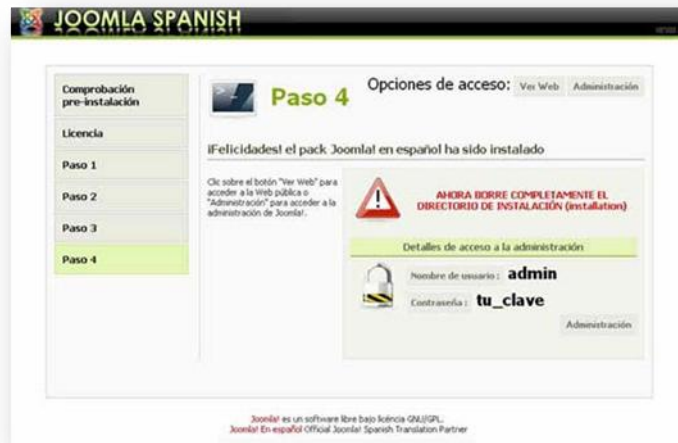 JOOMLA SPANISH
Comprobación
pre-instalación
Licencia
Paso 1
Paso 2
Paso 3
Paso 4
Paso 4
Opciones de acceso: Ver Web Administración
¡Felicidades! el pack Joomla! en español ha sido instalado
Clic sobre el botón "Ver Web" para
acceder a la Web pública o
"Administración" para acceder a la
administración de Joomla!.
AHORA BORRE COMPLETAMENTE EL
DIRECTORIO DE INSTALACIÓN (installation)
Detalles de acceso a la administración
Nombre de usuario : admin
Contraseña : tu_clave
Administración
Joomla! es un software libre bajo licencia GNU/GPL.
Joomla! En español Official Joomla! Spanish Translation Partner